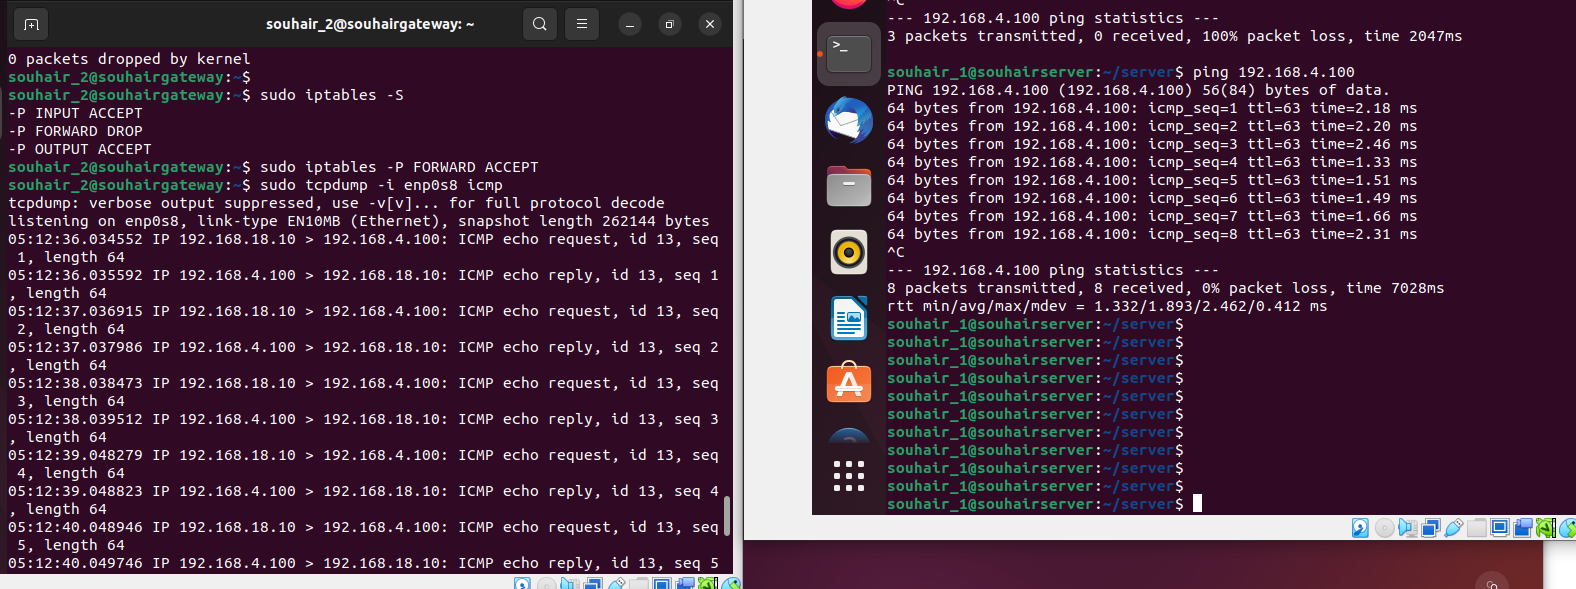 souhair_2@souhairgateway: ~
0 packets dropped by kernel
souhair_2@souhairgateway:~$
souhair_2@souhairgateway:~$ sudo iptables -S
-P INPUT ACCEPT
-P FORWARD DROP
-P OUTPUT ACCEPT
souhair_2@souhairgateway:~$ sudo iptables -P FORWARD ACCEPT
souhair_2@souhairgateway:~$ sudo tcpdump -i enp0s8 icmp
tcpdump: verbose output suppressed, use -v[v]... for full protocol decode
listening on enp0s8, link-type EN10MB (Ethernet), snapshot length 262144 bytes
05:12:36.034552 IP 192.168.18.10 > 192.168.4.100: ICMP echo request, id 13, seq
 1, length 64
05:12:36.035592 IP 192.168.4.100 > 192.168.18.10: ICMP echo reply, id 13, seq 1
, length 64
05:12:37.036915 IP 192.168.18.10 > 192.168.4.100: ICMP echo request, id 13, seq
 2, length 64
05:12:37.037986 IP 192.168.4.100 > 192.168.18.10: ICMP echo reply, id 13, seq 2
, length 64
05:12:38.038473 IP 192.168.18.10 > 192.168.4.100: ICMP echo request, id 13, seq
 3, length 64
05:12:38.039512 IP 192.168.4.100 > 192.168.18.10: ICMP echo reply, id 13, seq 3
, length 64
05:12:39.048279 IP 192.168.18.10 > 192.168.4.100: ICMP echo request, id 13, seq
 4, length 64
05:12:39.048823 IP 192.168.4.100 > 192.168.18.10: ICMP echo reply, id 13, seq 4
, length 64
05:12:40.048946 IP 192.168.18.10 > 192.168.4.100: ICMP echo request, id 13, seq
 5, length 64
05:12:40.049746 IP 192.168.4.100 > 192.168.18.10: ICMP echo reply, id 13, seq 5
^C
--- 192.168.4.100 ping statistics ---
3 packets transmitted, 0 received, 100% packet loss, time 2047ms
souhair_1@souhairserver:~/server$ ping 192.168.4.100
PING 192.168.4.100 (192.168.4.100) 56(84) bytes of data.
64 bytes from 192.168.4.100: icmp_seq=1 ttl=63 time=2.18 ms
64 bytes from 192.168.4.100: icmp_seq=2 ttl=63 time=2.20 ms
64 bytes from 192.168.4.100: icmp_seq=3 ttl=63 time=2.46 ms
64 bytes from 192.168.4.100: icmp_seq=4 ttl=63 time=1.33 ms
64 bytes from 192.168.4.100: icmp_seq=5 ttl=63 time=1.51 ms
64 bytes from 192.168.4.100: icmp_seq=6 ttl=63 time=1.49 ms
64 bytes from 192.168.4.100: icmp_seq=7 ttl=63 time=1.66 ms
64 bytes from 192.168.4.100: icmp_seq=8 ttl=63 time=2.31 ms
^C
--- 192.168.4.100 ping statistics ---
8 packets transmitted, 8 received, 0% packet loss, time 7028ms
rtt min/avg/max/mdev = 1.332/1.893/2.462/0.412 ms
souhair_1@souhairserver:~/server$
souhair_1@souhairserver:~/server$
souhair_1@souhairserver:~/server$
souhair_1@souhairserver:~/server$
souhair_1@souhairserver:~/server$
souhair_1@souhairserver:~/server$
souhair_1@souhairserver:~/server$
souhair_1@souhairserver:~/server$
souhair_1@souhairserver:~/server$
souhair_1@souhairserver:~/server$
souhair_1@souhairserver:~/server$